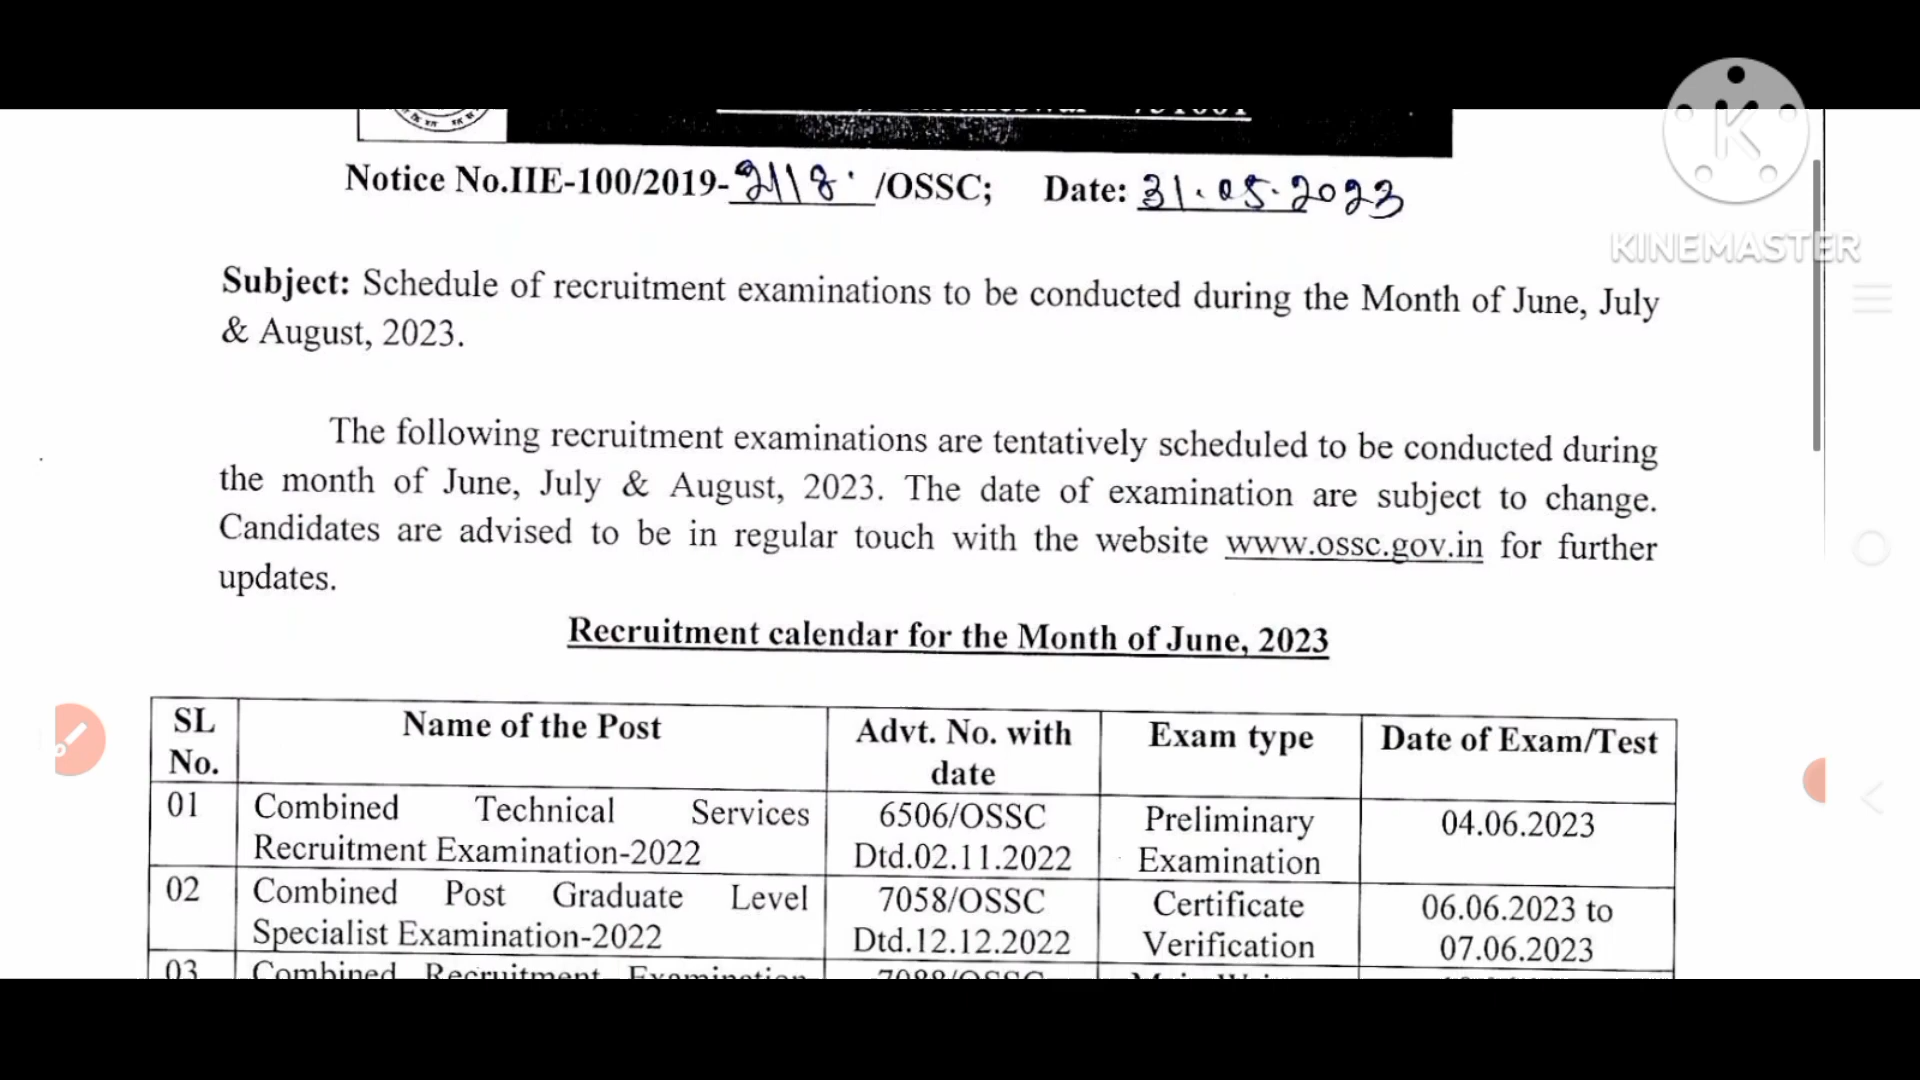 Notice No.IIE-100/2019-2118 /OSSC; Date: 31.05.2023
KINEMASTER
Subject: Schedule of recruitment examinations to be conducted during the Month of June, July
& August, 2023.
The following recruitment examinations are tentatively scheduled to be conducted during
the month of June, July & August, 2023. The date of examination are subject to change.
Candidates are advised to be in regular touch with the website www.ossc.gov.in for further
updates.
Recruitment calendar for the Month of June, 2023
SL No. Name of the Post Advt. No. with date Exam type Date of Exam/Test
01 Combined Technical Services Recruitment Examination-2022 6506/OSSC Dtd.02.11.2022 Preliminary Examination 04.06.2023
02 Combined Post Graduate Level Specialist Examination-2022 7058/OSSC Dtd.12.12.2022 Certificate Verification 06.06.2023 to 07.06.2023
03 Combined Recruitment Examination